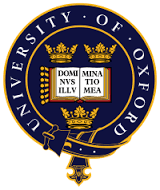 UNIVERSITY OF OXFORD
DOMI MINA
NVS TIO
ILLV MEA